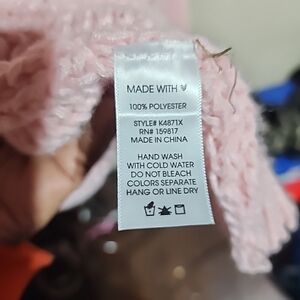 MADE WITH ♥
100% POLYESTER
STYLE# K4871X
RN# 159817
MADE IN CHINA
HAND WASH
WITH COLD WATER
DO NOT BLEACH
COLORS SEPARATE
HANG OR LINE DRY